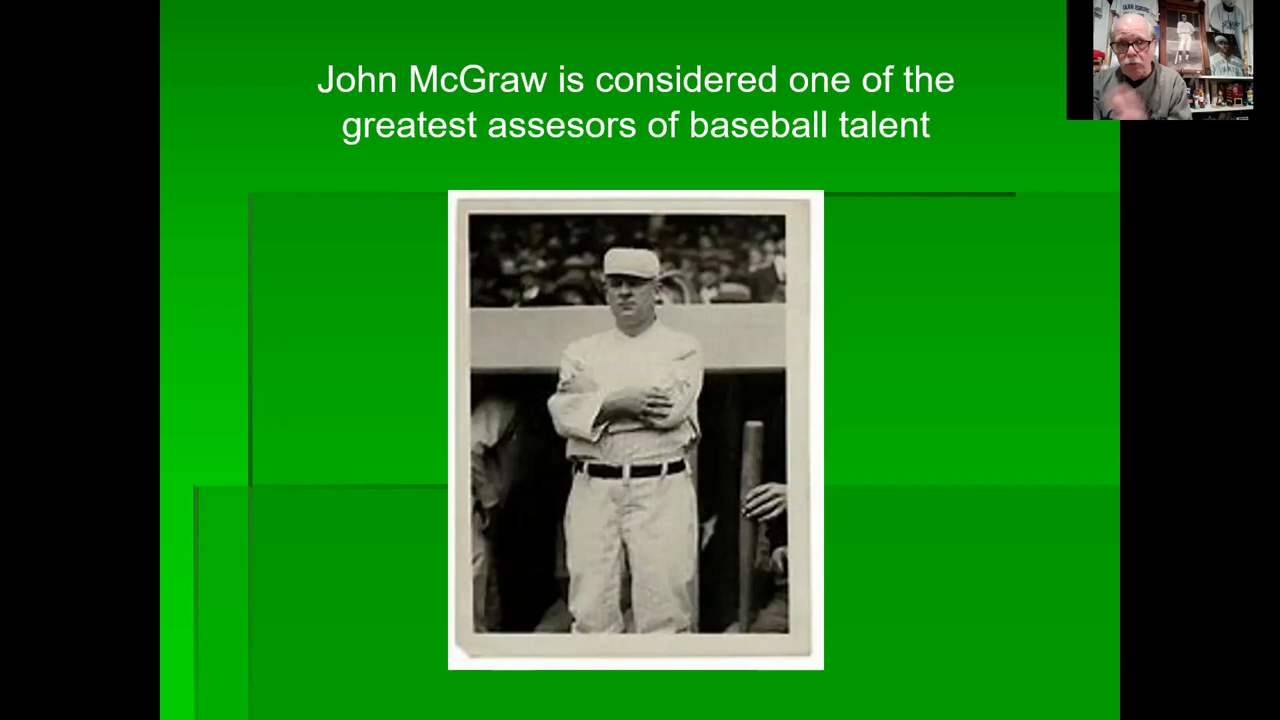 John McGraw is considered one of the
greatest assesors of baseball talent